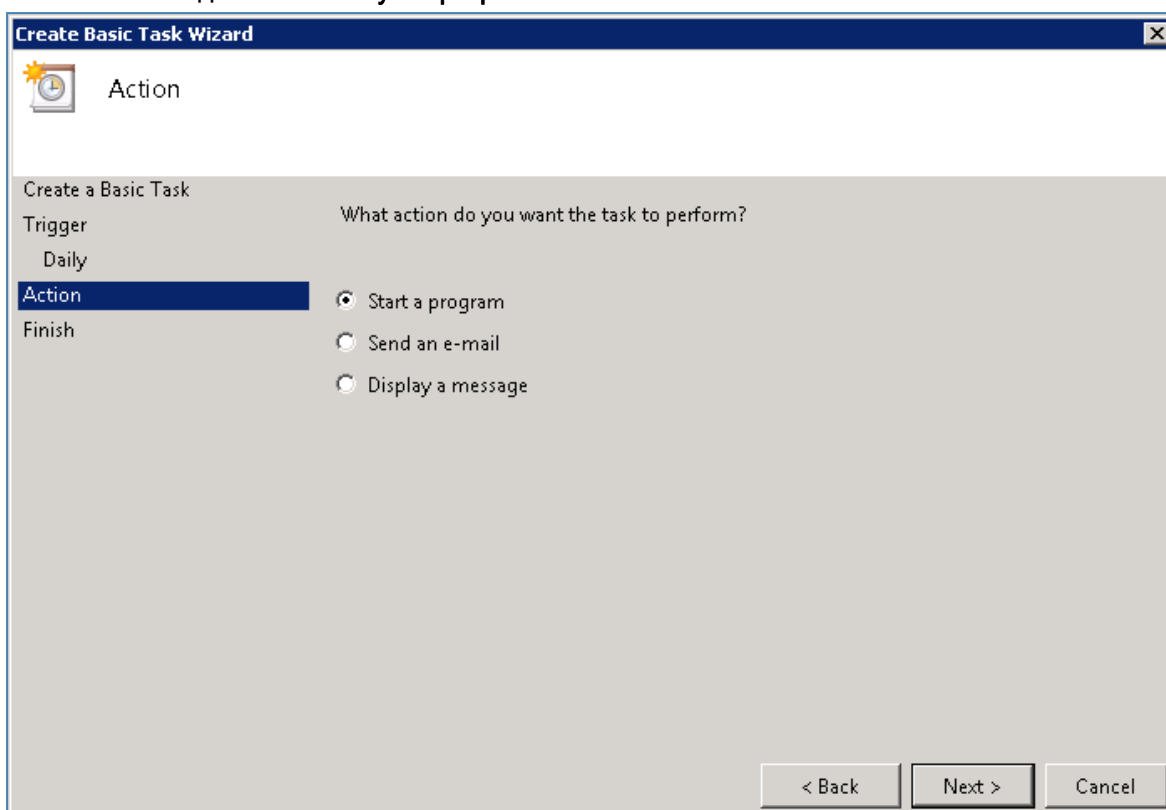 Create Basic Task Wizard
Action
Create a Basic Task
Trigger
Daily
Action
Finish
What action do you want the task to perform?
Start a program
Send an e-mail
Display a message
< Back
Next >
Cancel